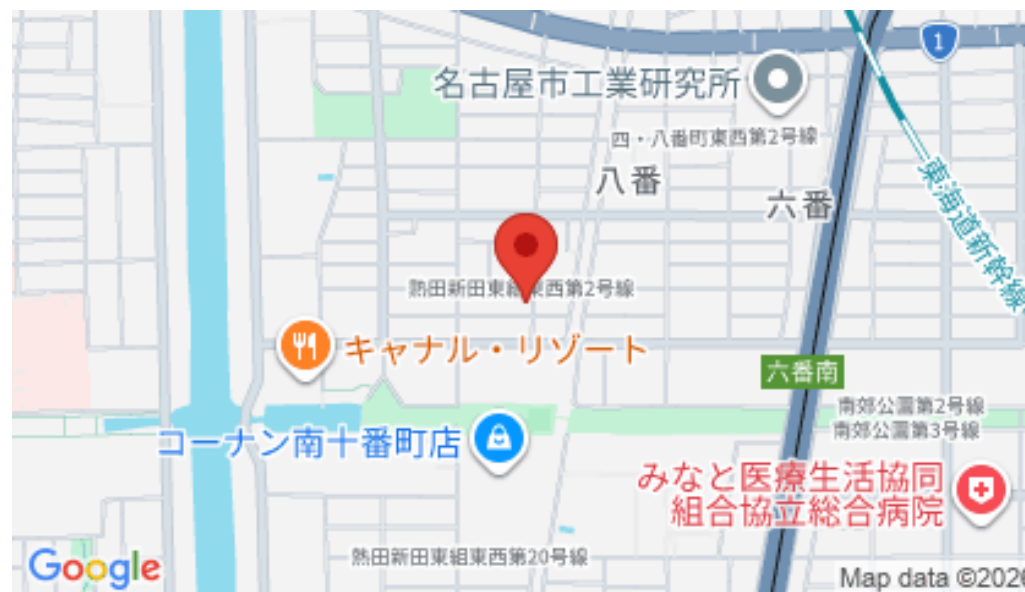 1
名古屋市工業研究所
四・八番町東西第2号線
八番
六番
東海道新幹線
熱田新田東組東西第2号線
キャナル・リゾート
六番南
南郊公園第2号線
南郊公園第3号線
コーナン南十番町店
みなと医療生活協同
組合協立総合病院
熱田新田東組東西第20号線
Google
Map data ©2026